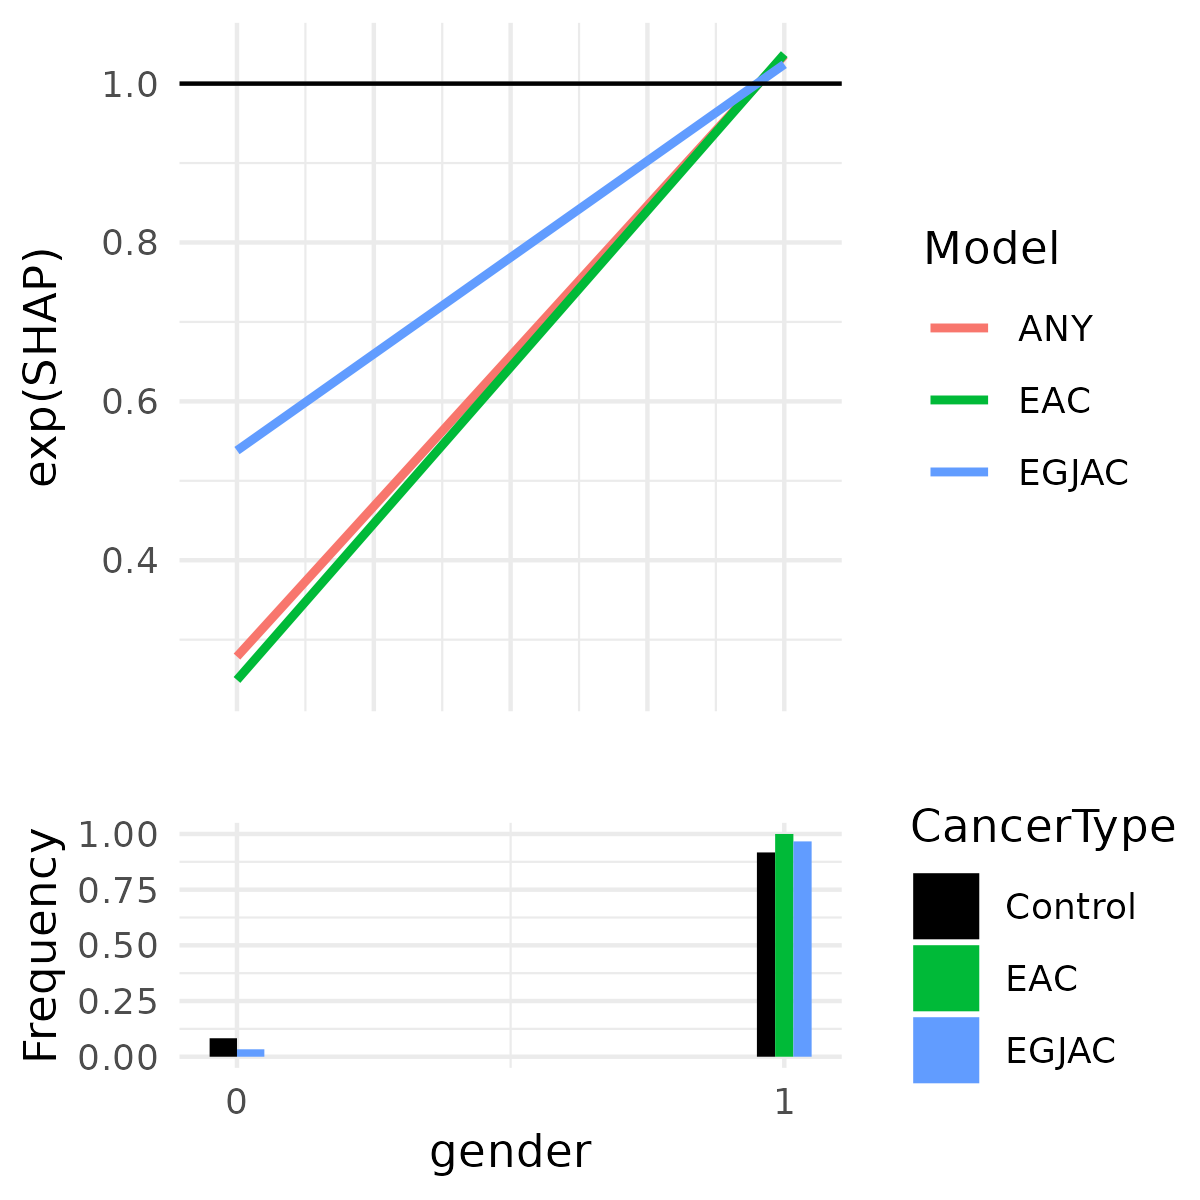 exp(SHAP)
1.0
0.8
0.6
0.4
Model
ANY
EAC
EGJAC
Frequency
1.00
0.75
0.50
0.25
0.00
0
1
gender
CancerType
Control
EAC
EGJAC